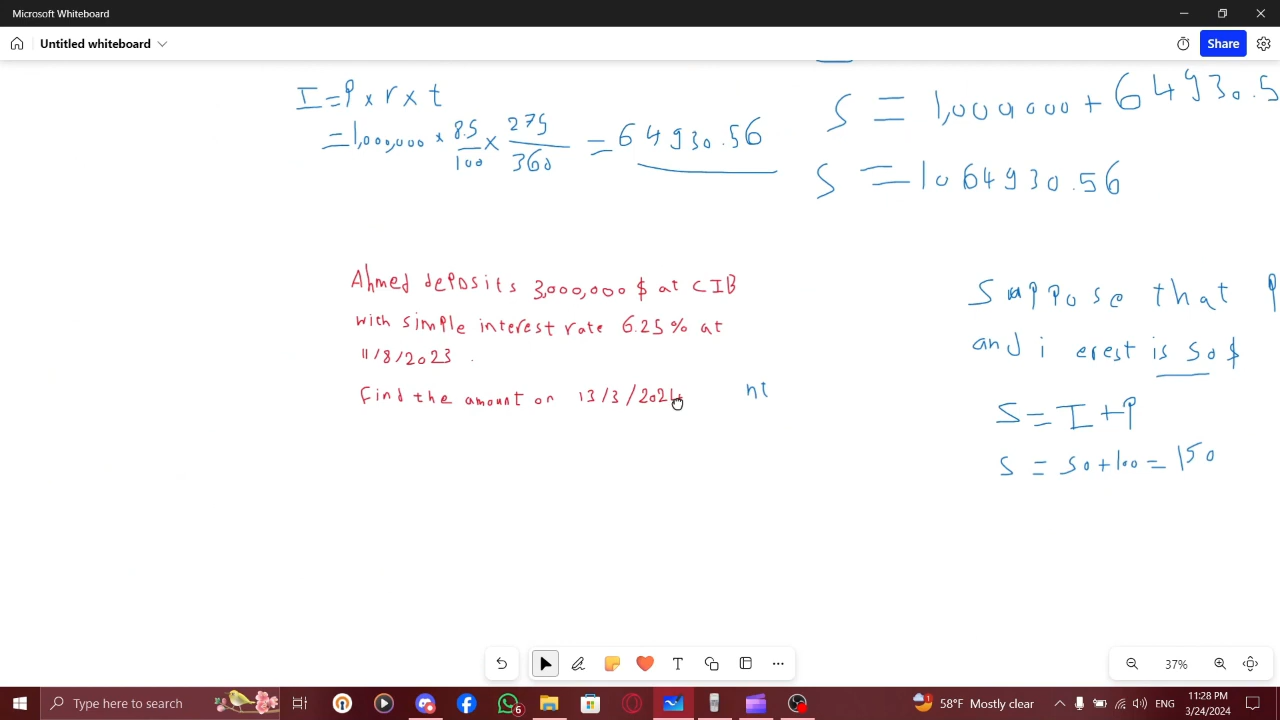 Microsoft Whiteboard
Untitled whiteboard
Share
I = P x r x t
= 1,000,000 * 8.5/100 x 275/360 = 64930.56
S = 1,000,000 + 64930.5
S = 1064930.56
Ahmed deposits 3,000,000 $ at CIB
with simple interest rate 6.25% at
11/8/2023 .
Find the amount on 13/3/2024
Suppose that P
and i erest is 50 $
S = I + P
S = 50 + 100 = 150
37%
Type here to search
6
1
58°F Mostly clear
11:28 PM
3/24/2024